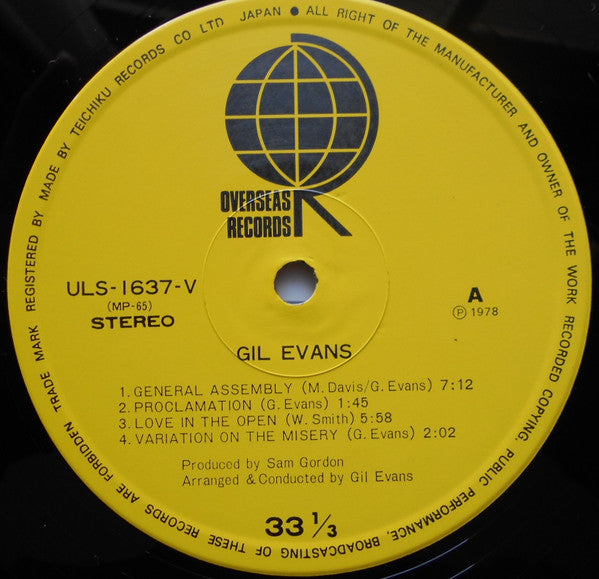 TRADE MARK REGISTERED BY MADE BY TEICHIKU RECORDS CO LTD JAPAN ● ALL RIGHT OF THE MANUFACTURER AND OWNER OF THE WORK RECORDED COPYING, PUBLIC PERFORMANCE, BROADCASTING OF THESE RECORDS ARE FORBIDDEN
OVERSEAS
RECORDS
ULS-1637-V
(MP-65)
STEREO
A
Ⓟ 1978
GIL EVANS
1. GENERAL ASSEMBLY (M. Davis/G. Evans) 7:12
2. PROCLAMATION (G. Evans) 1:45
3. LOVE IN THE OPEN (W. Smith) 5:58
4. VARIATION ON THE MISERY (G. Evans) 2:02
Produced by Sam Gordon
Arranged & Conducted by Gil Evans
33 1/3